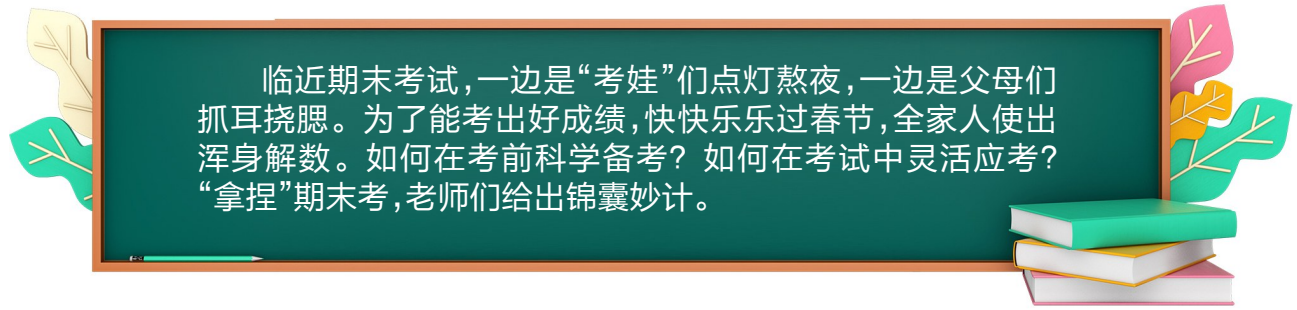 临近期末考试,一边是“考娃”们点灯熬夜,一边是父母们
抓耳挠腮。为了能考出好成绩,快快乐乐过春节,全家人使出
浑身解数。如何在考前科学备考?如何在考试中灵活应考?
“拿捏”期末考,老师们给出锦囊妙计。